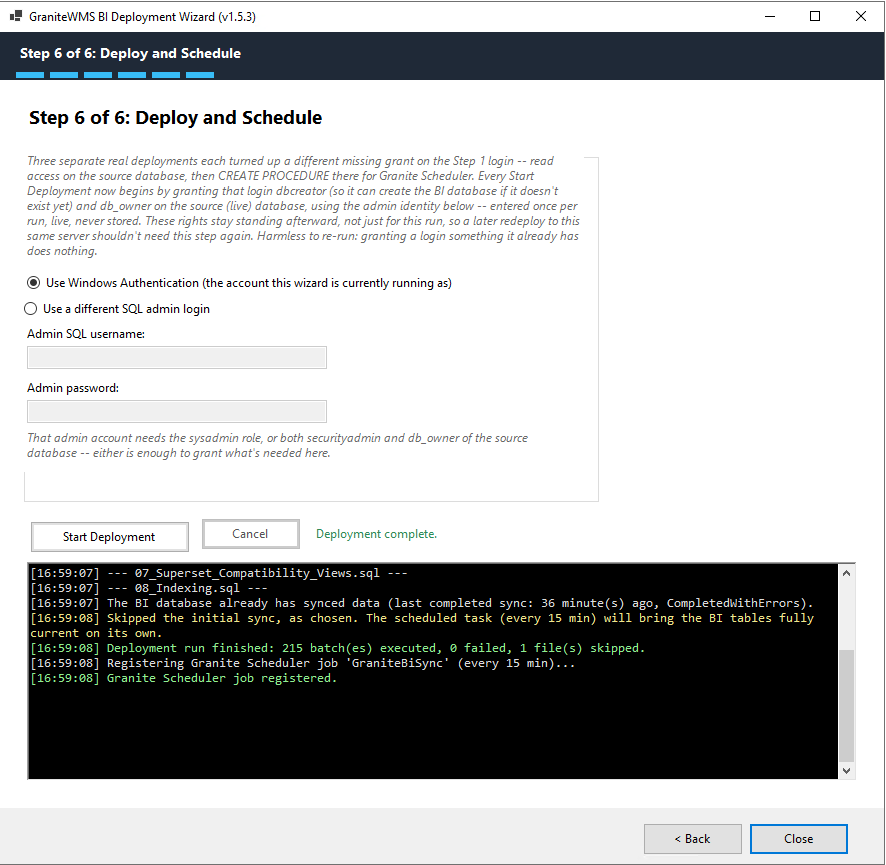 GraniteWMS BI Deployment Wizard (v1.5.3)
Step 6 of 6: Deploy and Schedule
Step 6 of 6: Deploy and Schedule
Three separate real deployments each turned up a different missing grant on the Step 1 login -- read
access on the source database, then CREATE PROCEDURE there for Granite Scheduler. Every Start
Deployment now begins by granting that login dbcreator (so it can create the BI database if it doesn't
exist yet) and db_owner on the source (live) database, using the admin identity below -- entered once per
run, live, never stored. These rights stay standing afterward, not just for this run, so a later redeploy to this
same server shouldn't need this step again. Harmless to re-run: granting a login something it already has
does nothing.
Use Windows Authentication (the account this wizard is currently running as)
Use a different SQL admin login
Admin SQL username:
Admin password:
That admin account needs the sysadmin role, or both securityadmin and db_owner of the source
database -- either is enough to grant what's needed here.
Start Deployment
Cancel
Deployment complete.
[16:59:07] --- 07_Superset_Compatibility_Views.sql ---
[16:59:07] --- 08_Indexing.sql ---
[16:59:07] The BI database already has synced data (last completed sync: 36 minute(s) ago, CompletedWithErrors).
[16:59:08] Skipped the initial sync, as chosen. The scheduled task (every 15 min) will bring the BI tables fully
current on its own.
[16:59:08] Deployment run finished: 215 batch(es) executed, 0 failed, 1 file(s) skipped.
[16:59:08] Registering Granite Scheduler job 'GraniteBiSync' (every 15 min)...
[16:59:08] Granite Scheduler job registered.
< Back
Close